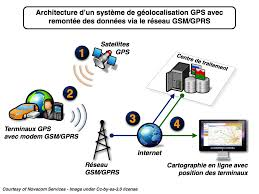 Architecture d'un système de géolocalisation GPS avec
remontée des données via le réseau GSM/GPRS
Satellites
GPS
1
Centre de traitement
2
Terminaux GPS
avec modem GSM/GPRS
3
4
Réseau
GSM/GPRS
Internet
Cartographie en ligne avec
position des terminaux
Courtesy of Novacom Services - Image under Cc-by-sa-3.0 license